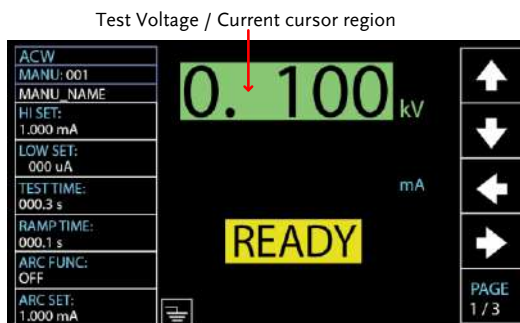 Test Voltage / Current cursor region
ACW
MANU: 001
MANU_NAME
HI SET:
1.000 mA
LOW SET:
000 uA
TEST TIME:
000.3 s
RAMP TIME:
000.1 s
ARC FUNC:
OFF
ARC SET:
1.000 mA
0. 100 kV
mA
READY
PAGE
1 / 3